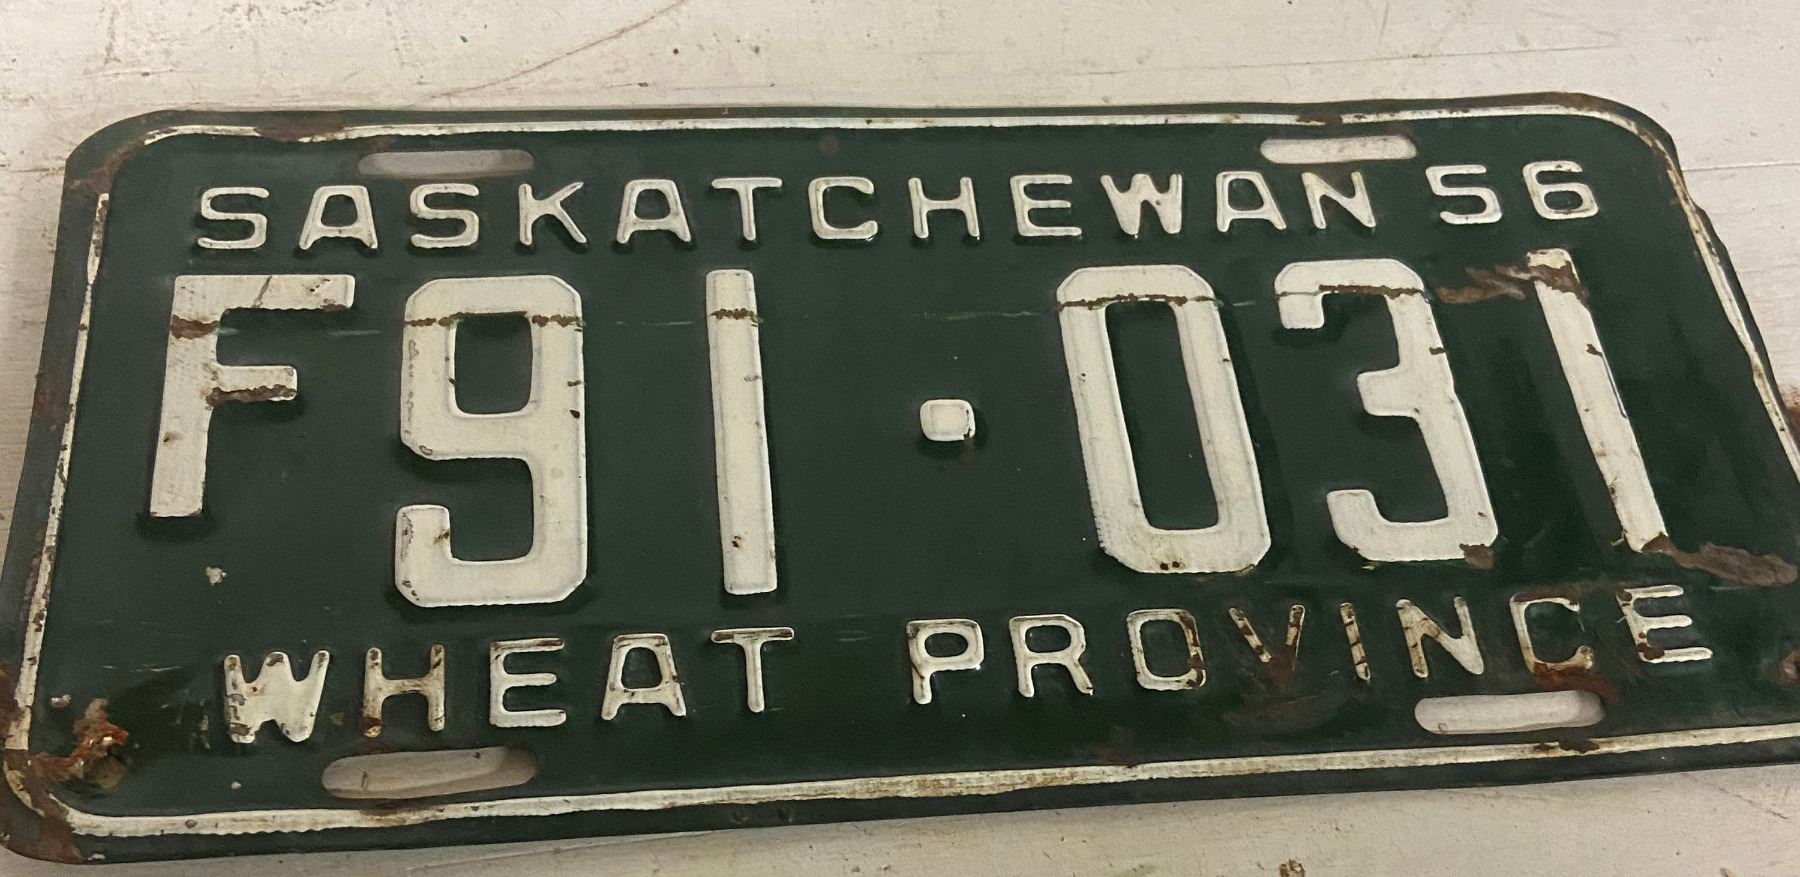 SASKATCHEWAN 56
F91·031
WHEAT PROVINCE